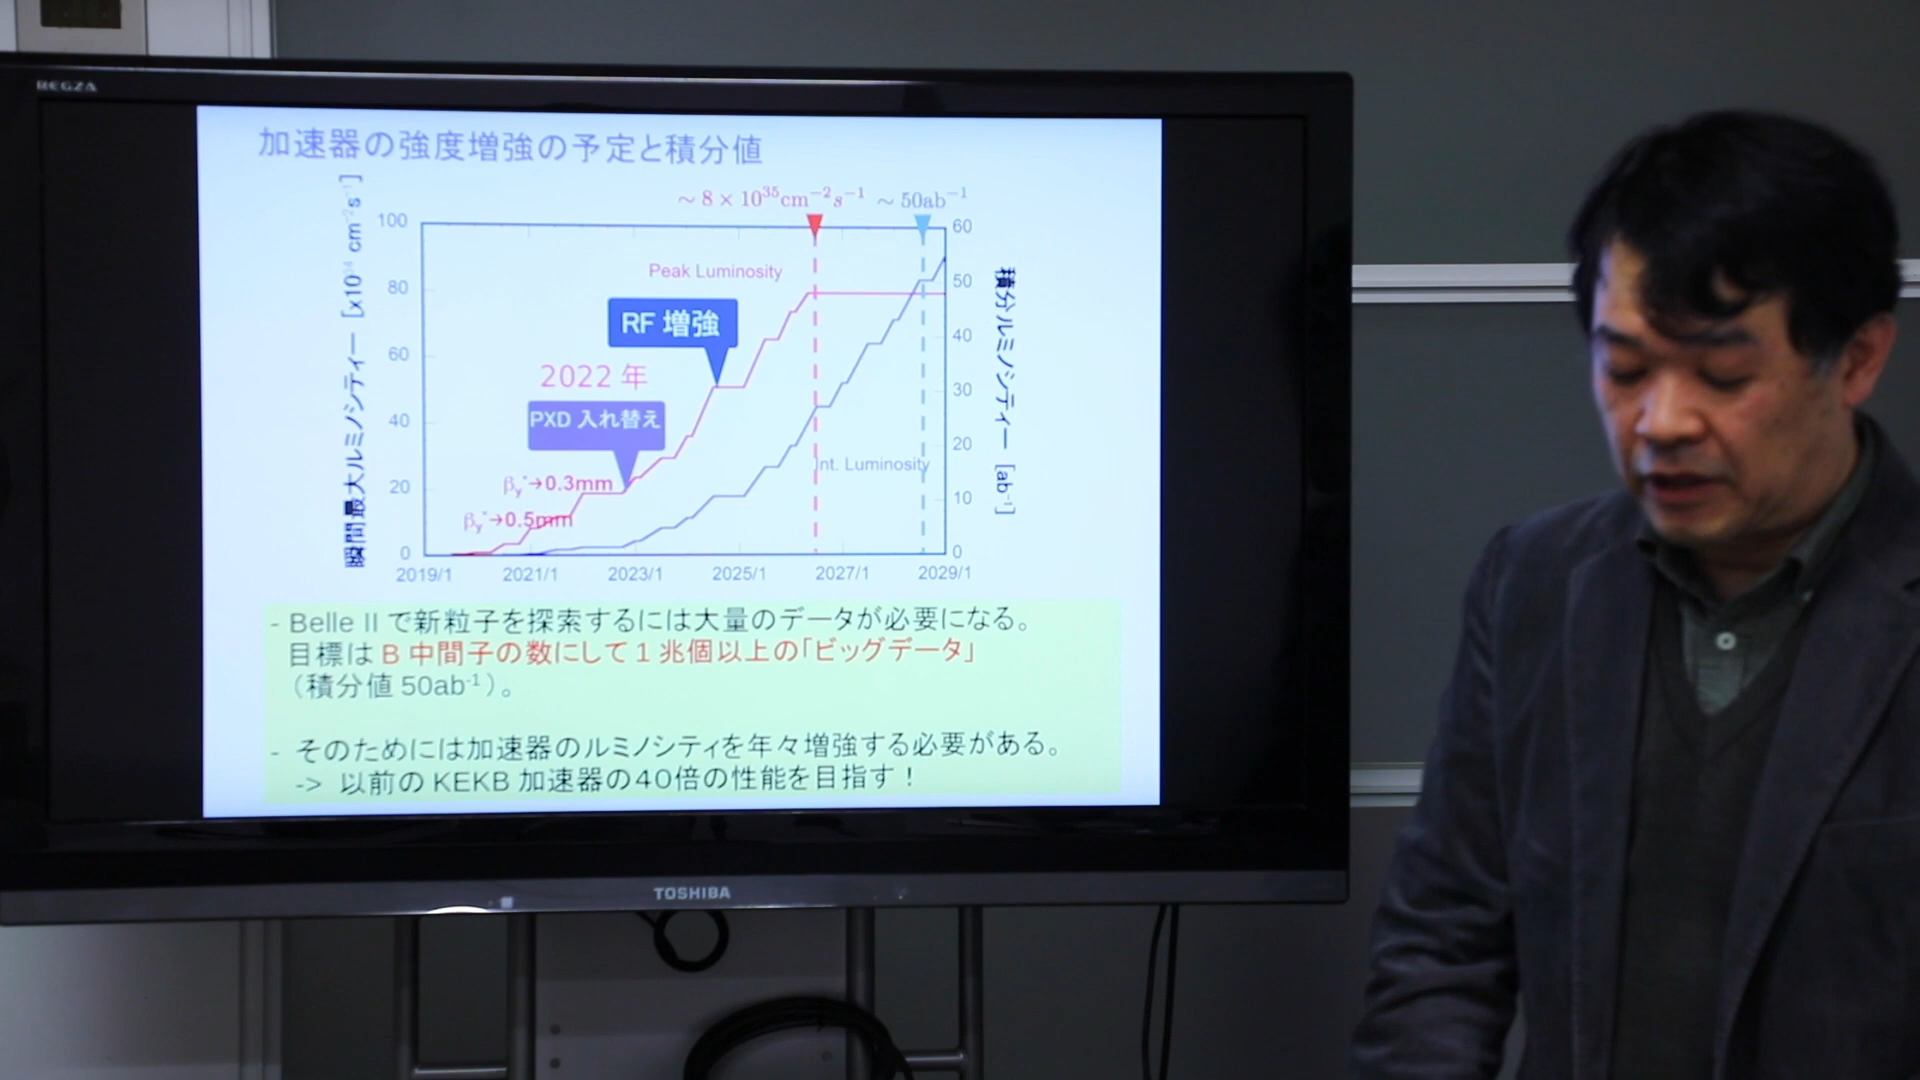 REGZA
加速器の強度増強の予定と積分値
~ 8 × 10³⁵cm⁻²s⁻¹ ~ 50ab⁻¹
瞬間最大ルミノシティー [x10³⁴ cm⁻²s⁻¹]
100
80
60
40
20
0
60
50
40
30
20
10
0
積分ルミノシティー [ab⁻¹]
Peak Luminosity
RF 増強
2022 年
PXD 入れ替え
βy*→0.3mm
βy*→0.5mm
Int. Luminosity
2019/1 2021/1 2023/1 2025/1 2027/1 2029/1
- Belle II で新粒子を探索するには大量のデータが必要になる。
目標は B 中間子の数にして 1 兆個以上の「ビッグデータ」
（積分値 50ab⁻¹）。
- そのためには加速器のルミノシティを年々増強する必要がある。
-> 以前の KEKB 加速器の40倍の性能を目指す！
TOSHIBA